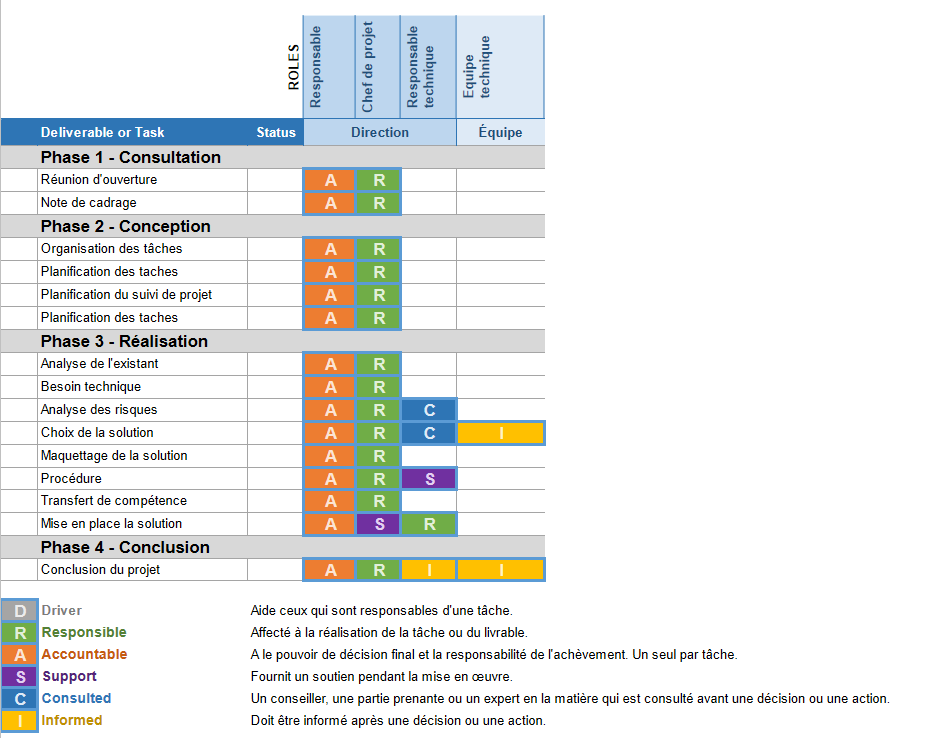 ROLES
Responsable
Chef de projet
Responsable
technique
Equipe
technique
Deliverable or Task Status Direction Équipe
Phase 1 - Consultation
Réunion d'ouverture A R
Note de cadrage A R
Phase 2 - Conception
Organisation des tâches A R
Planification des taches A R
Planification du suivi de projet A R
Planification des taches A R
Phase 3 - Réalisation
Analyse de l'existant A R
Besoin technique A R
Analyse des risques A R C
Choix de la solution A R C I
Maquettage de la solution A R
Procédure A R S
Transfert de compétence A R
Mise en place la solution A S R
Phase 4 - Conclusion
Conclusion du projet A R I I
D Driver Aide ceux qui sont responsables d'une tâche.
R Responsible Affecté à la réalisation de la tâche ou du livrable.
A Accountable A le pouvoir de décision final et la responsabilité de l'achèvement. Un seul par tâche.
S Support Fournit un soutien pendant la mise en œuvre.
C Consulted Un conseiller, une partie prenante ou un expert en la matière qui est consulté avant une décision ou une action.
I Informed Doit être informé après une décision ou une action.